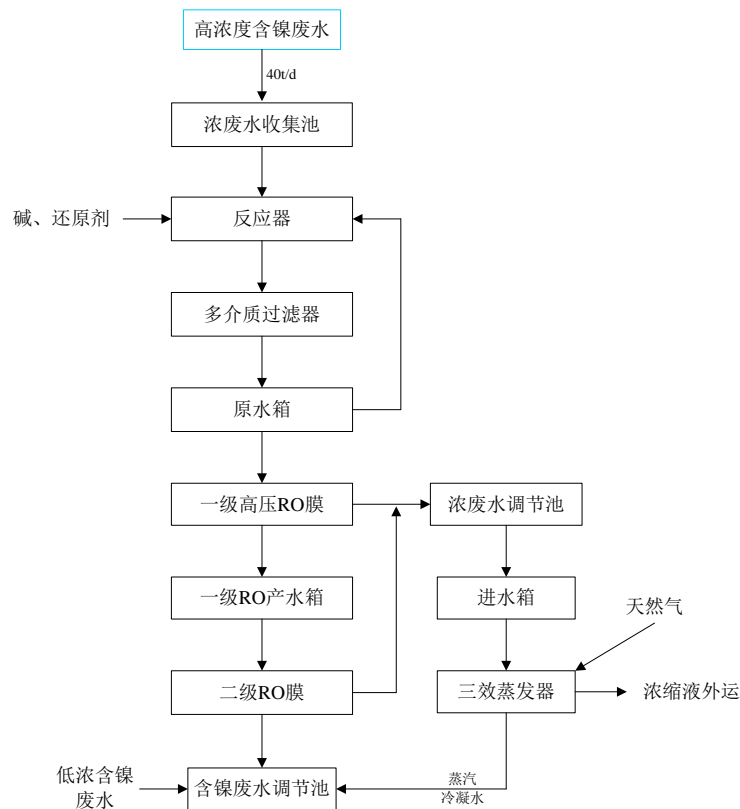 高浓度含镍废水
40t/d
浓废水收集池
碱、还原剂
反应器
多介质过滤器
原水箱
一级高压RO膜
浓废水调节池
一级RO产水箱
进水箱
天然气
二级RO膜
三效蒸发器
浓缩液外运
低浓含镍
废水
含镍废水调节池
蒸汽
冷凝水